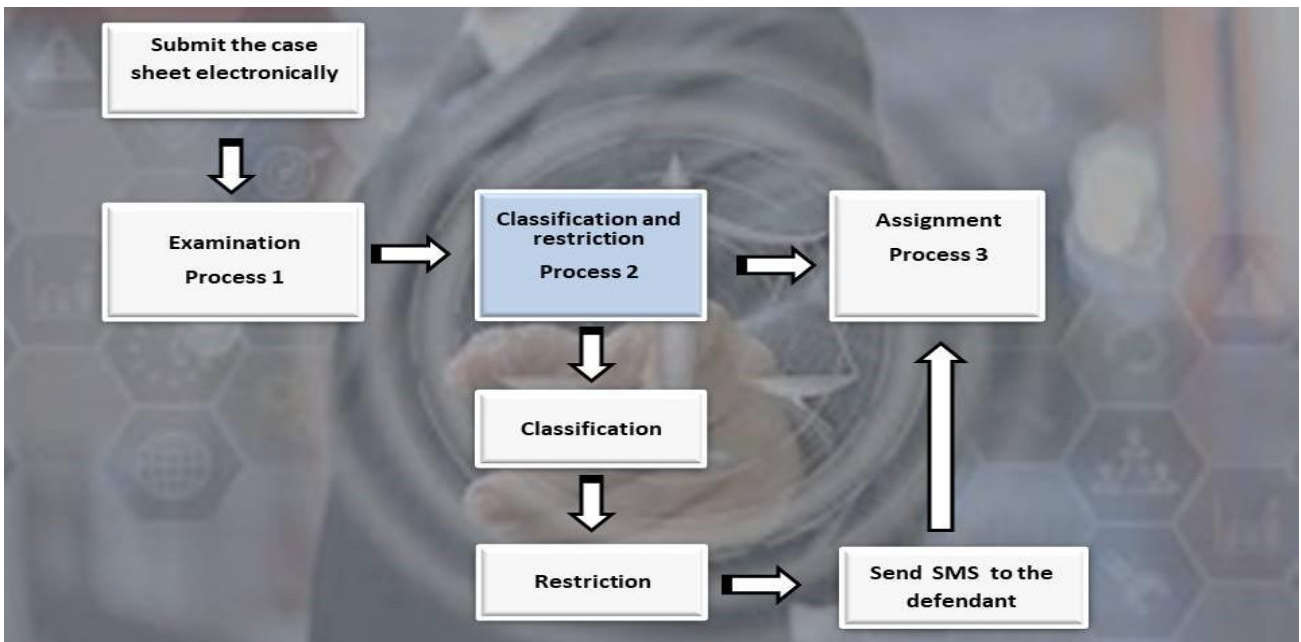 Submit the case
sheet electronically
Examination
Process 1
Classification and
restriction
Process 2
Assignment
Process 3
Classification
Restriction
Send SMS to the
defendant